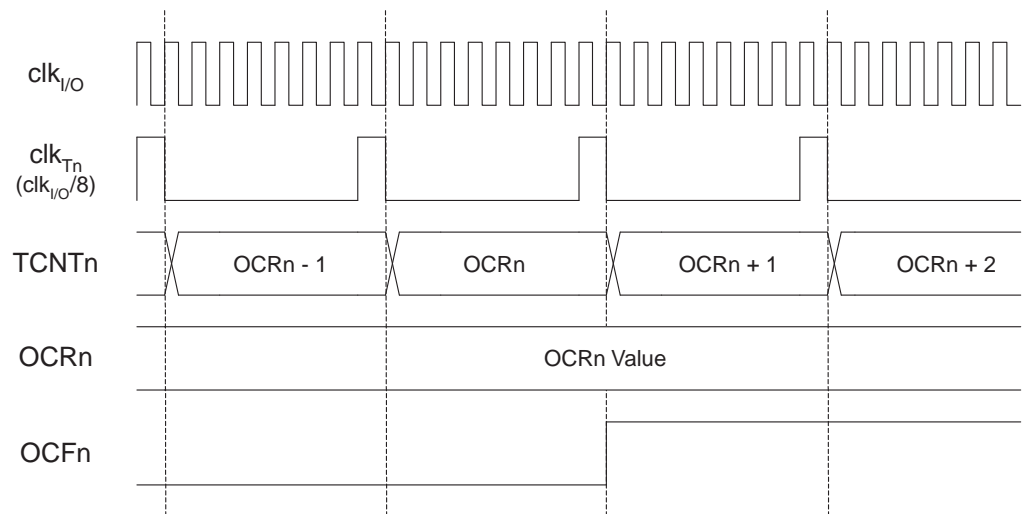 clkI/O
clkTn
(clkI/O/8)
TCNTn
OCRn - 1
OCRn
OCRn + 1
OCRn + 2
OCRn
OCRn Value
OCFn